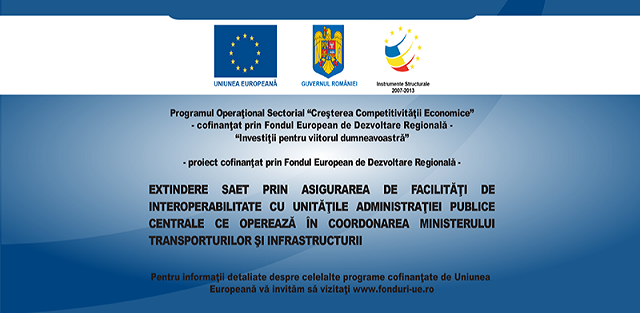 UNIUNEA EUROPEANĂ
GUVERNUL ROMÂNIEI
Instrumente Structurale
2007-2013
Programul Operaţional Sectorial “Creşterea Competitivităţii Economice”
- cofinanţat prin Fondul European de Dezvoltare Regională -
“Investiţii pentru viitorul dumneavoastră”
- proiect cofinanţat prin Fondul European de Dezvoltare Regională -
EXTINDERE SAET PRIN ASIGURAREA DE FACILITĂŢI DE
INTEROPERABILITATE CU UNITĂŢILE ADMINISTRAŢIEI PUBLICE
CENTRALE CE OPEREAZĂ ÎN COORDONAREA MINISTERULUI
TRANSPORTURILOR ŞI INFRASTRUCTURII
Pentru informaţii detaliate despre celelalte programe cofinanţate de Uniunea
Europeană vă invităm să vizitaţi www.fonduri-ue.ro